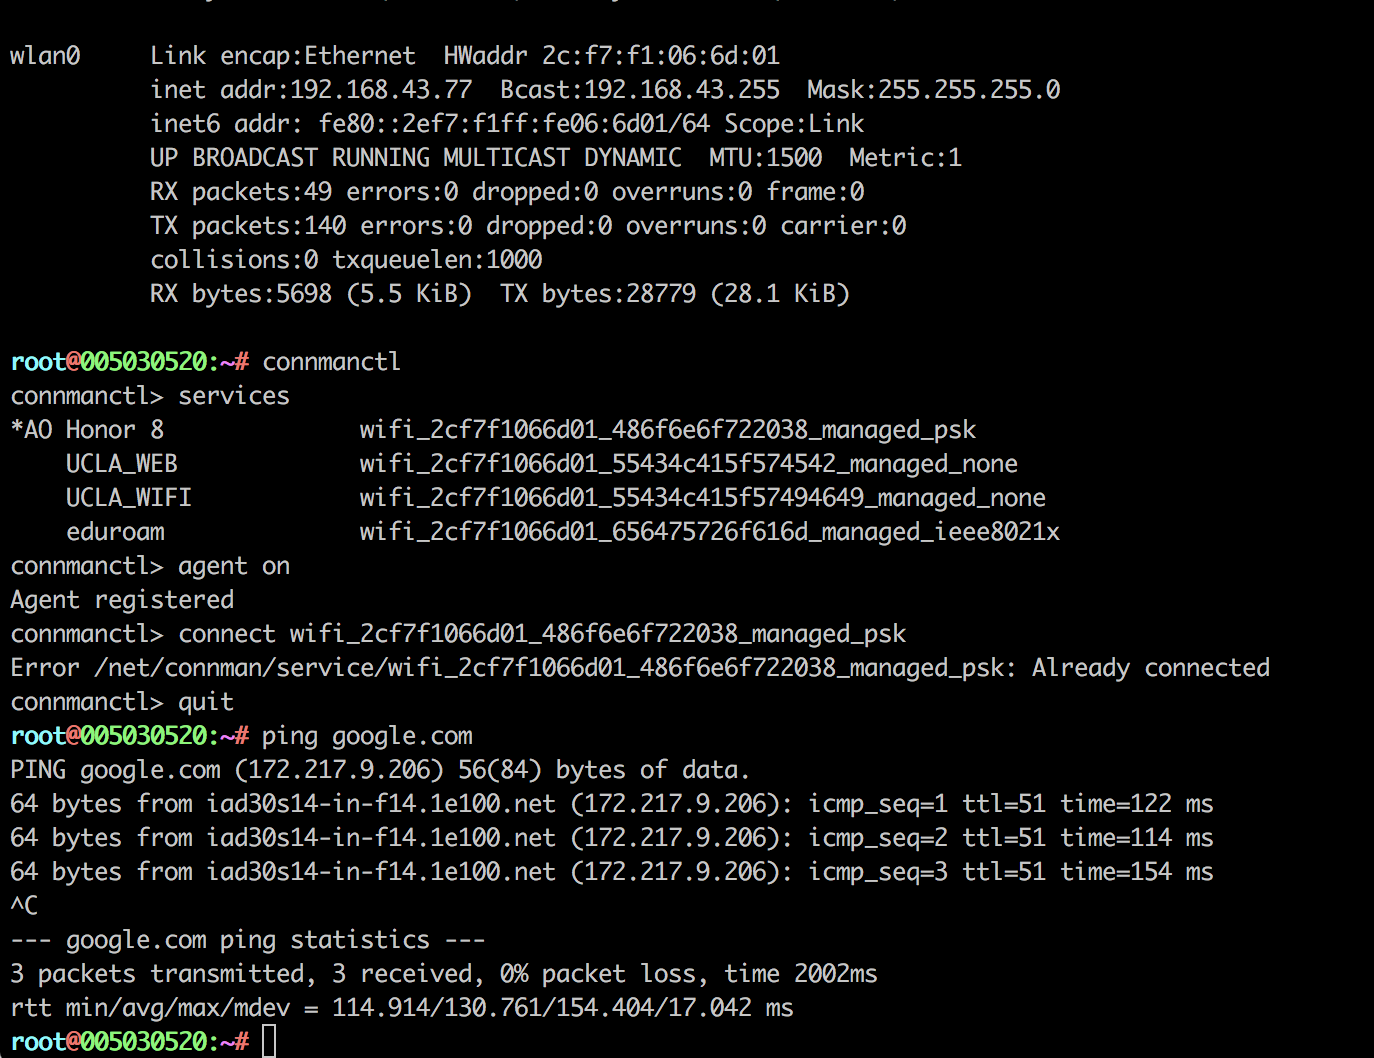 wlan0     Link encap:Ethernet  HWaddr 2c:f7:f1:06:6d:01
          inet addr:192.168.43.77  Bcast:192.168.43.255  Mask:255.255.255.0
          inet6 addr: fe80::2ef7:f1ff:fe06:6d01/64 Scope:Link
          UP BROADCAST RUNNING MULTICAST DYNAMIC  MTU:1500  Metric:1
          RX packets:49 errors:0 dropped:0 overruns:0 frame:0
          TX packets:140 errors:0 dropped:0 overruns:0 carrier:0
          collisions:0 txqueuelen:1000
          RX bytes:5698 (5.5 KiB)  TX bytes:28779 (28.1 KiB)
root@005030520:~# connmanctl
connmanctl> services
*AO Honor 8              wifi_2cf7f1066d01_486f6e6f722038_managed_psk
    UCLA_WEB             wifi_2cf7f1066d01_55434c415f574542_managed_none
    UCLA_WIFI            wifi_2cf7f1066d01_55434c415f57494649_managed_none
    eduroam              wifi_2cf7f1066d01_656475726f616d_managed_ieee8021x
connmanctl> agent on
Agent registered
connmanctl> connect wifi_2cf7f1066d01_486f6e6f722038_managed_psk
Error /net/connman/service/wifi_2cf7f1066d01_486f6e6f722038_managed_psk: Already connected
connmanctl> quit
root@005030520:~# ping google.com
PING google.com (172.217.9.206) 56(84) bytes of data.
64 bytes from iad30s14-in-f14.1e100.net (172.217.9.206): icmp_seq=1 ttl=51 time=122 ms
64 bytes from iad30s14-in-f14.1e100.net (172.217.9.206): icmp_seq=2 ttl=51 time=114 ms
64 bytes from iad30s14-in-f14.1e100.net (172.217.9.206): icmp_seq=3 ttl=51 time=154 ms
^C
--- google.com ping statistics ---
3 packets transmitted, 3 received, 0% packet loss, time 2002ms
rtt min/avg/max/mdev = 114.914/130.761/154.404/17.042 ms
root@005030520:~#